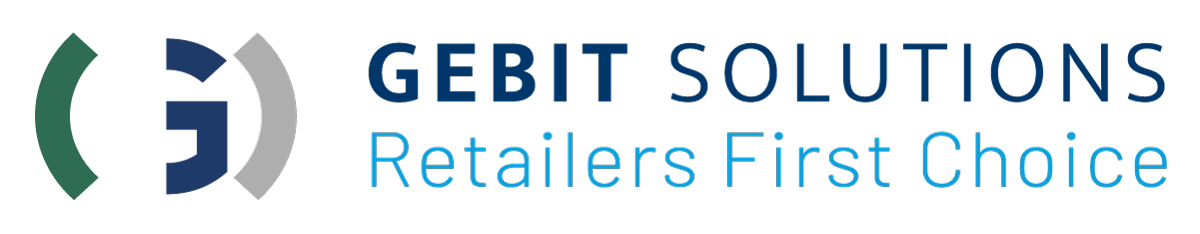 G
GEBIT SOLUTIONS
Retailers First Choice